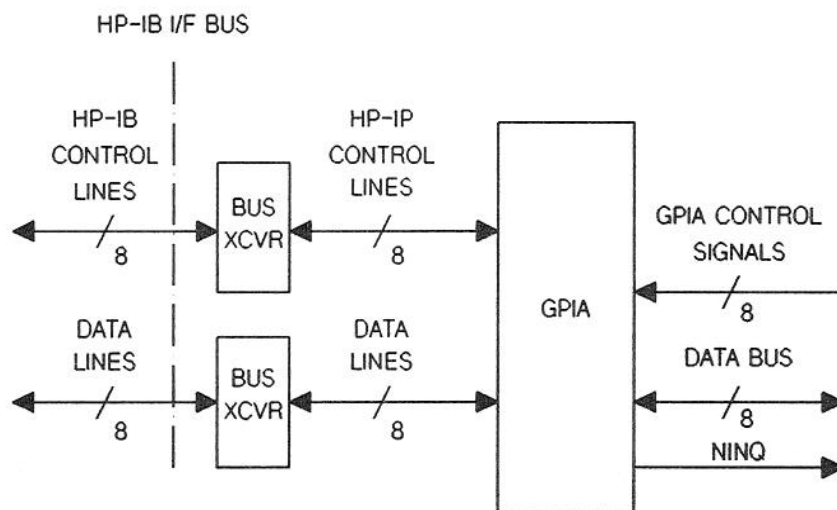 HP-IB I/F BUS
HP-IB
CONTROL
LINES
8
BUS
XCVR
HP-IP
CONTROL
LINES
8
GPIA
GPIA CONTROL
SIGNALS
8
DATA
LINES
8
BUS
XCVR
DATA
LINES
8
DATA BUS
8
NINQ